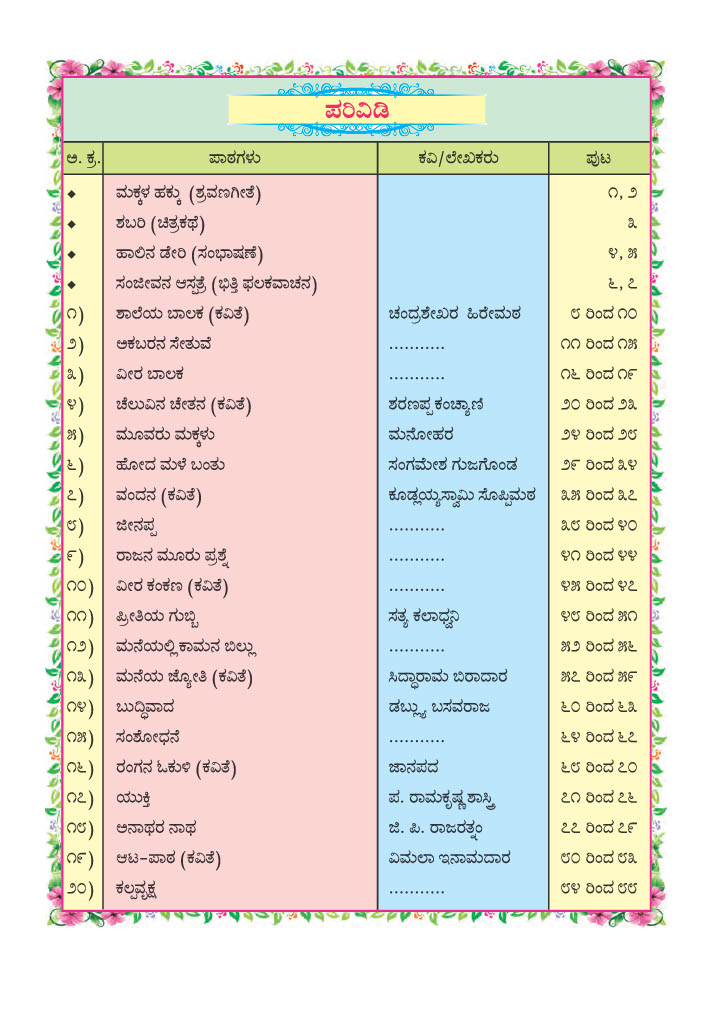 ಪರಿವಿಡಿ
ಅ. ಕ್ರ. ಪಾಠಗಳು ಕವಿ/ಲೇಖಕರು ಪುಟ
◆ ಮಕ್ಕಳ ಹಕ್ಕು (ಶ್ರವಣಗೀತೆ) ೧, ೨
◆ ಶಬರಿ (ಚಿತ್ರಕಥೆ) ೩
◆ ಹಾಲಿನ ಡೇರಿ (ಸಂಭಾಷಣೆ) ೪, ೫
◆ ಸಂಜೀವನ ಆಸ್ಪತ್ರೆ (ಭಿತ್ತಿ ಫಲಕವಾಚನ) ೬, ೭
೧) ಶಾಲೆಯ ಬಾಲಕ (ಕವಿತೆ) ಚಂದ್ರಶೇಖರ ಹಿರೇಮಠ ೮ ರಿಂದ ೧೦
೨) ಅಕಬರನ ಸೇತುವೆ ........... ೧೧ ರಿಂದ ೧೫
೩) ವೀರ ಬಾಲಕ ........... ೧೬ ರಿಂದ ೧೯
೪) ಚೆಲುವಿನ ಚೇತನ (ಕವಿತೆ) ಶರಣಪ್ಪ ಕಂಚ್ಯಾಣಿ ೨೦ ರಿಂದ ೨೩
೫) ಮೂವರು ಮಕ್ಕಳು ಮನೋಹರ ೨೪ ರಿಂದ ೨೮
೬) ಹೋದ ಮಳೆ ಬಂತು ಸಂಗಮೇಶ ಗುಜಗೊಂಡ ೨೯ ರಿಂದ ೩೪
೭) ವಂದನ (ಕವಿತೆ) ಕೂಡ್ಲಯ್ಯಸ್ವಾಮಿ ಸೊಪ್ಪಿಮಠ ೩೫ ರಿಂದ ೩೭
೮) ಜೀನಪ್ಪ ........... ೩೮ ರಿಂದ ೪೦
೯) ರಾಜನ ಮೂರು ಪ್ರಶ್ನೆ ........... ೪೧ ರಿಂದ ೪೪
೧೦) ವೀರ ಕಂಕಣ (ಕವಿತೆ) ........... ೪೫ ರಿಂದ ೪೭
೧೧) ಪ್ರೀತಿಯ ಗುಬ್ಬಿ ಸತ್ಯ ಕಲಾಧ್ವನಿ ೪೮ ರಿಂದ ೫೧
೧೨) ಮನೆಯಲ್ಲಿ ಕಾಮನ ಬಿಲ್ಲು ........... ೫೨ ರಿಂದ ೫೬
೧೩) ಮನೆಯ ಜ್ಯೋತಿ (ಕವಿತೆ) ಸಿದ್ಧಾರಾಮ ಬಿರಾದಾರ ೫೭ ರಿಂದ ೫೯
೧೪) ಬುದ್ಧಿವಾದ ಡಬ್ಲ್ಯು ಬಸವರಾಜ ೬೦ ರಿಂದ ೬೩
೧೫) ಸಂಶೋಧನೆ ........... ೬೪ ರಿಂದ ೬೭
೧೬) ರಂಗನ ಓಕುಳಿ (ಕವಿತೆ) ಜಾನಪದ ೬೮ ರಿಂದ ೭೦
೧೭) ಯುಕ್ತಿ ಪ. ರಾಮಕೃಷ್ಣ ಶಾಸ್ತ್ರಿ ೭೧ ರಿಂದ ೭೬
೧೮) ಅನಾಥರ ನಾಥ ಜಿ. ಪಿ. ರಾಜರತ್ನಂ ೭೭ ರಿಂದ ೭೯
೧೯) ಆಟ-ಪಾಠ (ಕವಿತೆ) ವಿಮಲಾ ಇನಾಮದಾರ ೮೦ ರಿಂದ ೮೩
೨೦) ಕಲ್ಪವೃಕ್ಷ ........... ೮೪ ರಿಂದ ೮೮